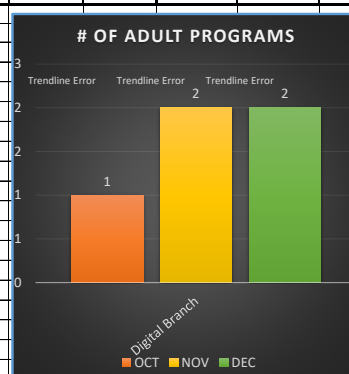 # OF ADULT PROGRAMS
3
Trendline Error Trendline Error Trendline Error
2 2
2
2
1
1
1
0
Digital Branch
OCT NOV DEC